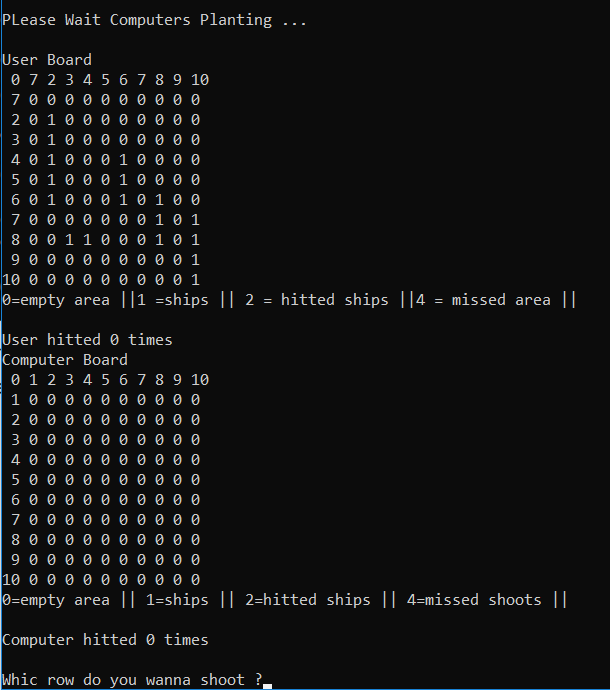 PLease Wait Computers Planting ...
User Board
0 7 2 3 4 5 6 7 8 9 10
7 0 0 0 0 0 0 0 0 0 0
2 0 1 0 0 0 0 0 0 0 0
3 0 1 0 0 0 0 0 0 0 0
4 0 1 0 0 0 1 0 0 0 0
5 0 1 0 0 0 1 0 0 0 0
6 0 1 0 0 0 1 0 1 0 0
7 0 0 0 0 0 0 0 1 0 1
8 0 0 1 1 0 0 0 1 0 1
9 0 0 0 0 0 0 0 0 0 1
10 0 0 0 0 0 0 0 0 0 1
0=empty area ||1 =ships || 2 = hitted ships ||4 = missed area ||
User hitted 0 times
Computer Board
0 1 2 3 4 5 6 7 8 9 10
1 0 0 0 0 0 0 0 0 0 0
2 0 0 0 0 0 0 0 0 0 0
3 0 0 0 0 0 0 0 0 0 0
4 0 0 0 0 0 0 0 0 0 0
5 0 0 0 0 0 0 0 0 0 0
6 0 0 0 0 0 0 0 0 0 0
7 0 0 0 0 0 0 0 0 0 0
8 0 0 0 0 0 0 0 0 0 0
9 0 0 0 0 0 0 0 0 0 0
10 0 0 0 0 0 0 0 0 0 0
0=empty area || 1=ships || 2=hitted ships || 4=missed shoots ||
Computer hitted 0 times
Whic row do you wanna shoot ?